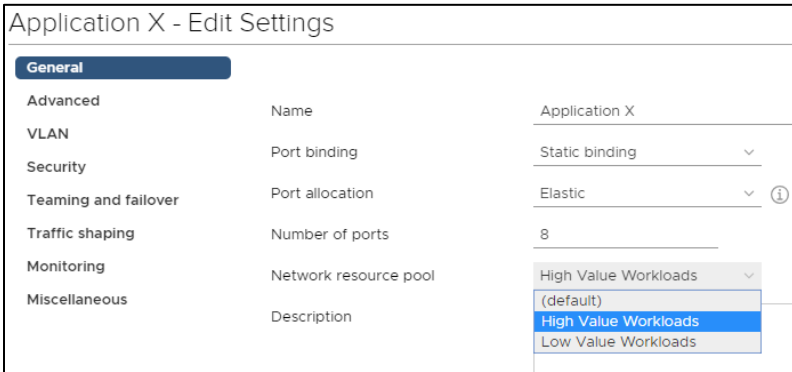 Application X - Edit Settings
General
Advanced
VLAN
Security
Teaming and failover
Traffic shaping
Monitoring
Miscellaneous
Name Application X
Port binding Static binding
Port allocation Elastic
Number of ports 8
Network resource pool High Value Workloads
(default)
High Value Workloads
Low Value Workloads
Description